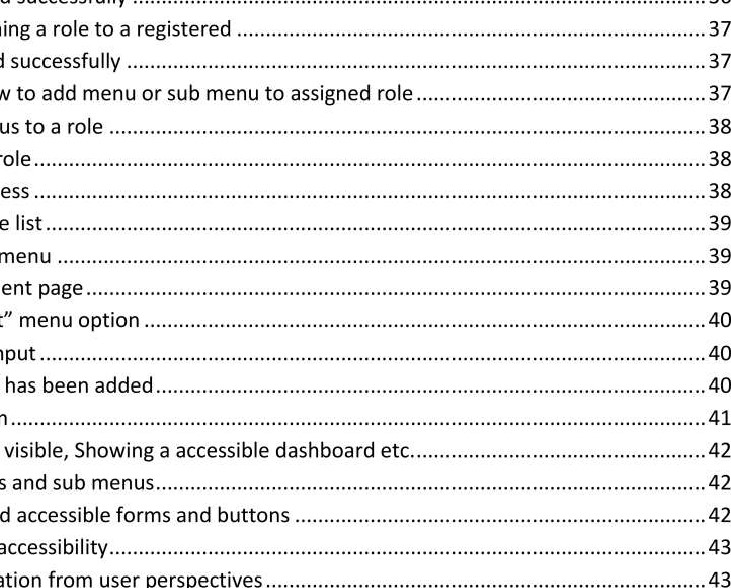 d successfully ........ 36
ing a role to a registered ........ 37
d successfully ........ 37
w to add menu or sub menu to assigned role ........ 37
us to a role ........ 38
role ........ 38
ess ........ 38
e list ........ 39
menu ........ 39
ent page ........ 39
t” menu option ........ 40
nput ........ 40
has been added ........ 40
n ........ 41
visible, Showing a accessible dashboard etc. ........ 42
s and sub menus ........ 42
d accessible forms and buttons ........ 42
accessibility ........ 43
ation from user perspectives ........ 43